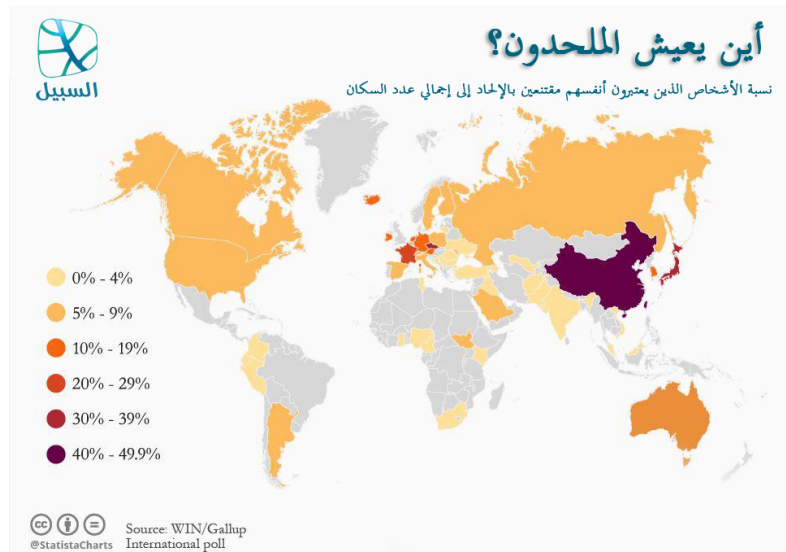 السبيل
أين يعيش الملحدون؟
نسبة الأشخاص الذين يعتبرون أنفسهم مقتنعين بالإلحاد إلى إجمالي عدد السكان
0% - 4%
5% - 9%
10% - 19%
20% - 29%
30% - 39%
40% - 49.9%
cc
@StatistaCharts
Source: WIN/Gallup
International poll